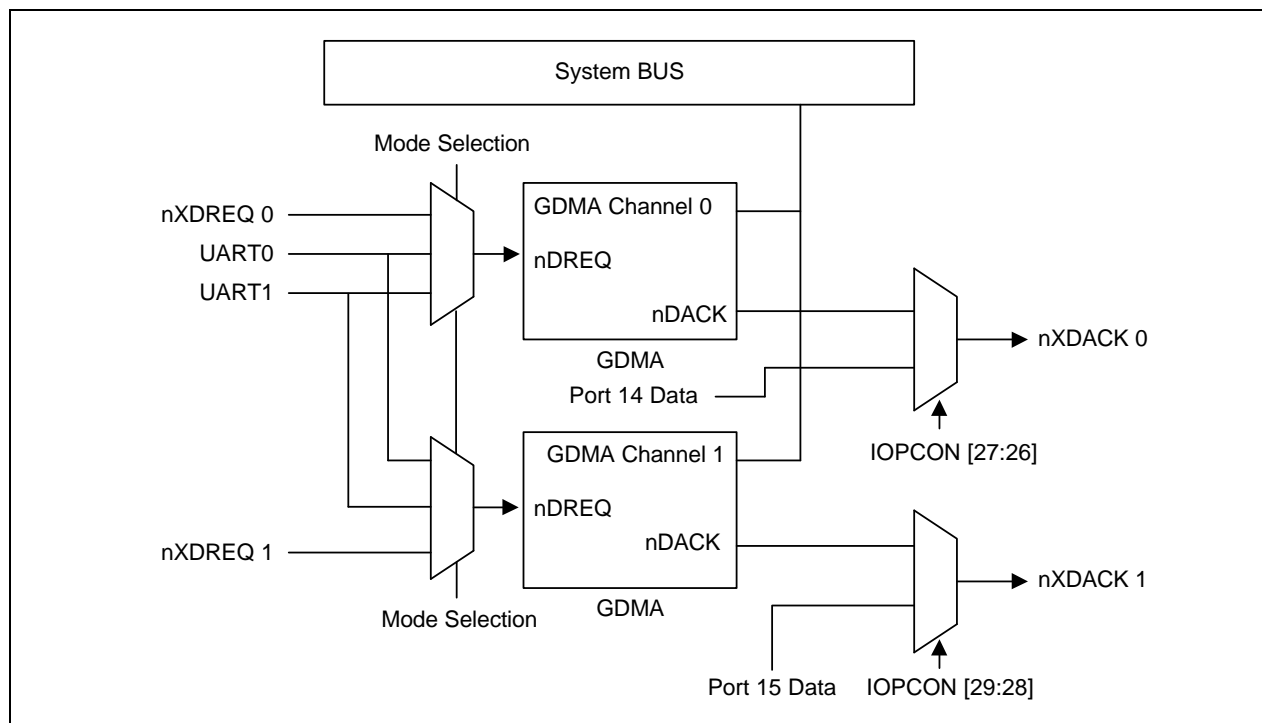 System BUS
Mode Selection
nXDREQ 0
UART0
UART1
GDMA Channel 0
nDREQ
nDACK
GDMA
Port 14 Data
nXDACK 0
IOPCON [27:26]
GDMA Channel 1
nDREQ
nDACK
GDMA
nXDREQ 1
Mode Selection
nXDACK 1
Port 15 Data
IOPCON [29:28]